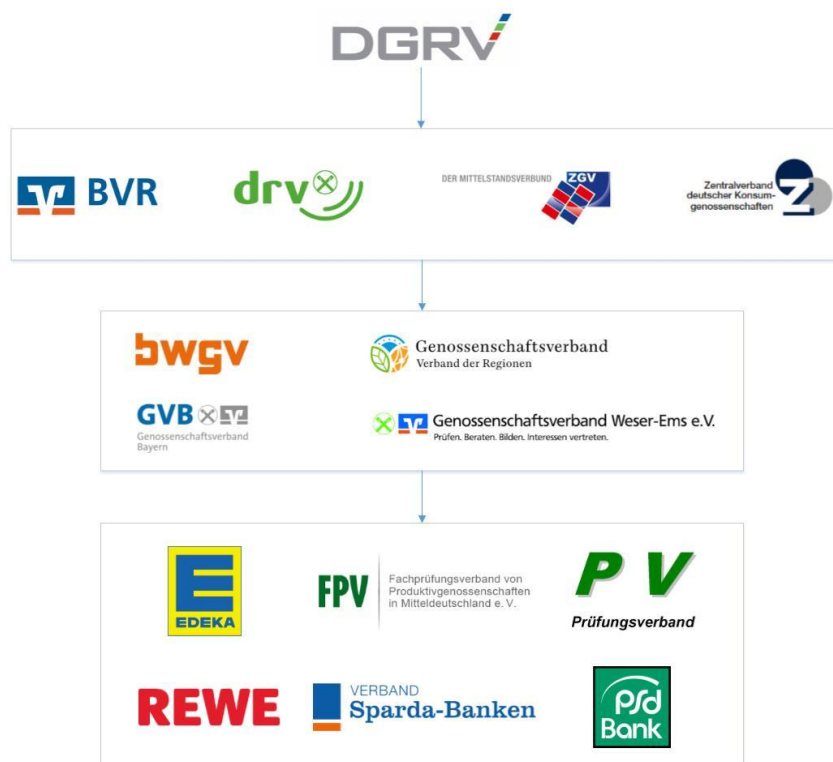 DGRV
BVR
drv
DER MITTELSTANDSVERBUND
ZGV
Zentralverband
deutscher Konsum-
genossenschaften
Z
bwgv
Genossenschaftsverband
Verband der Regionen
GVB
Genossenschaftsverband
Bayern
Genossenschaftsverband Weser-Ems e.V.
Prüfen. Beraten. Bilden. Interessen vertreten.
E
EDEKA
FPV
Fachprüfungsverband von
Produktivgenossenschaften
in Mitteldeutschland e. V.
P V
Prüfungsverband
REWE
VERBAND
Sparda-Banken
psd
Bank